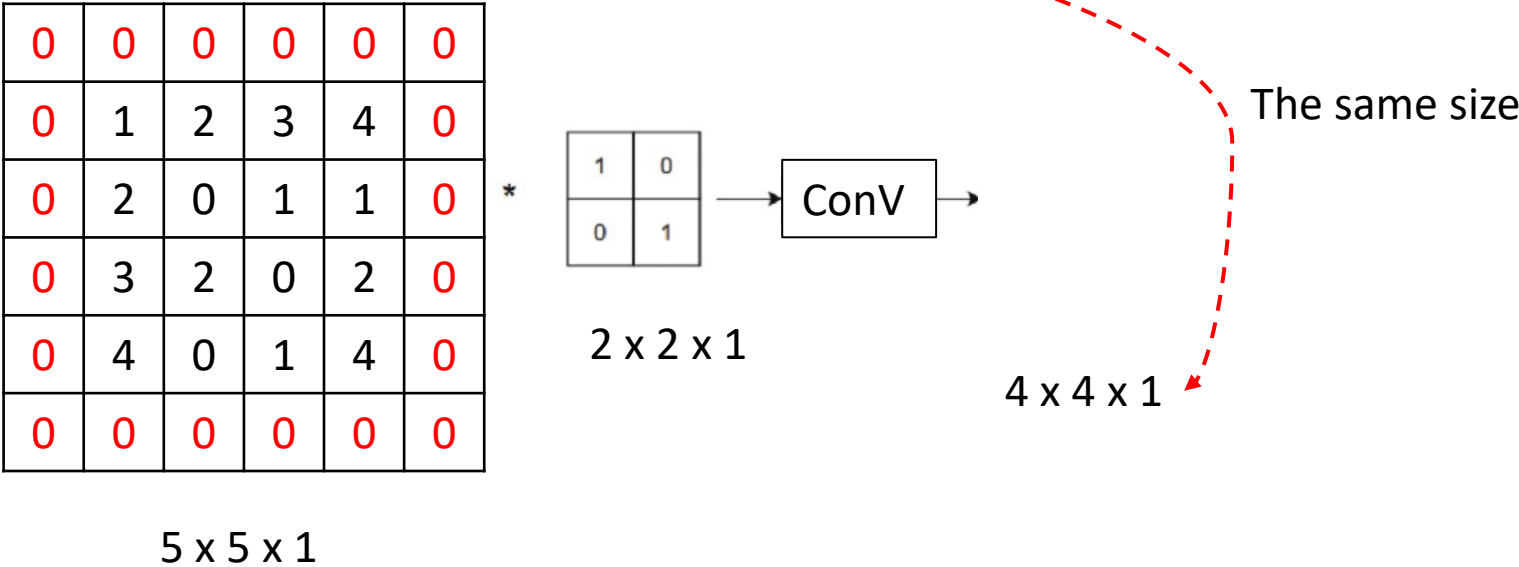 0 0 0 0 0 0
0 1 2 3 4 0
0 2 0 1 1 0
0 3 2 0 2 0
0 4 0 1 4 0
0 0 0 0 0 0
5 x 5 x 1
*
1 0
0 1
2 x 2 x 1
ConV
4 x 4 x 1
The same size